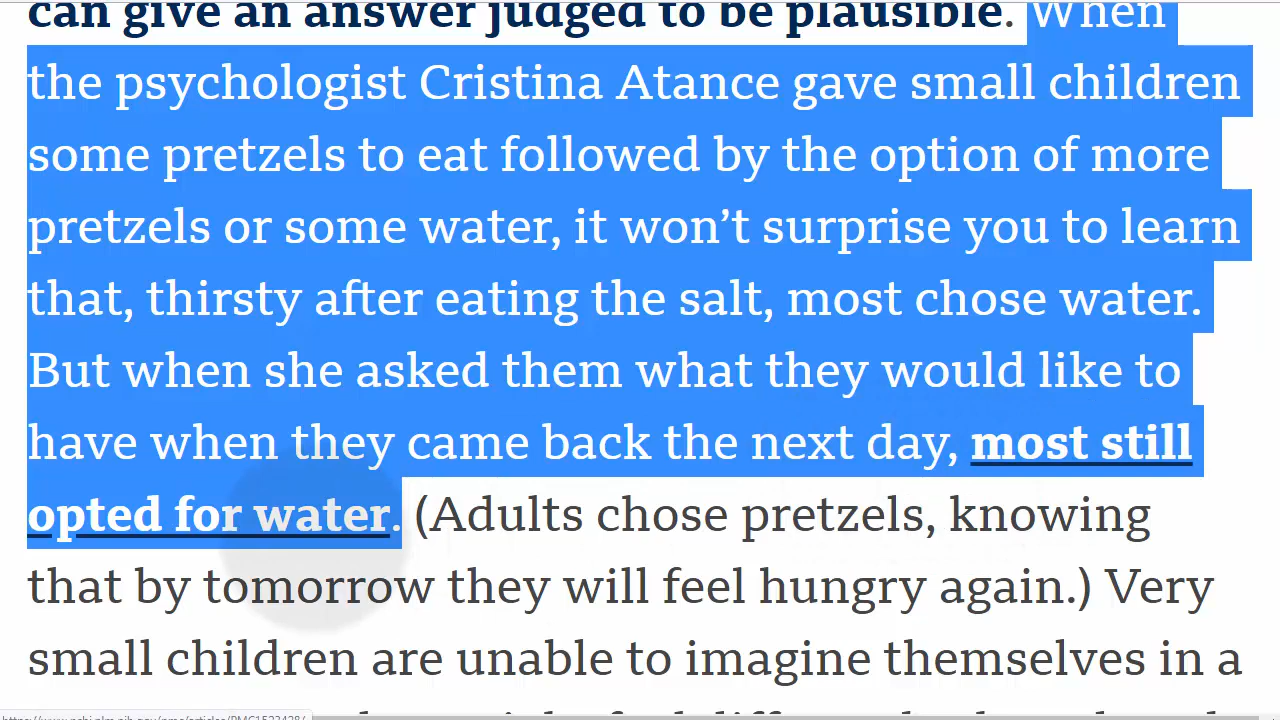 can give an answer judged to be plausible. When
the psychologist Cristina Atance gave small children
some pretzels to eat followed by the option of more
pretzels or some water, it won’t surprise you to learn
that, thirsty after eating the salt, most chose water.
But when she asked them what they would like to
have when they came back the next day, most still
opted for water. (Adults chose pretzels, knowing
that by tomorrow they will feel hungry again.) Very
small children are unable to imagine themselves in a